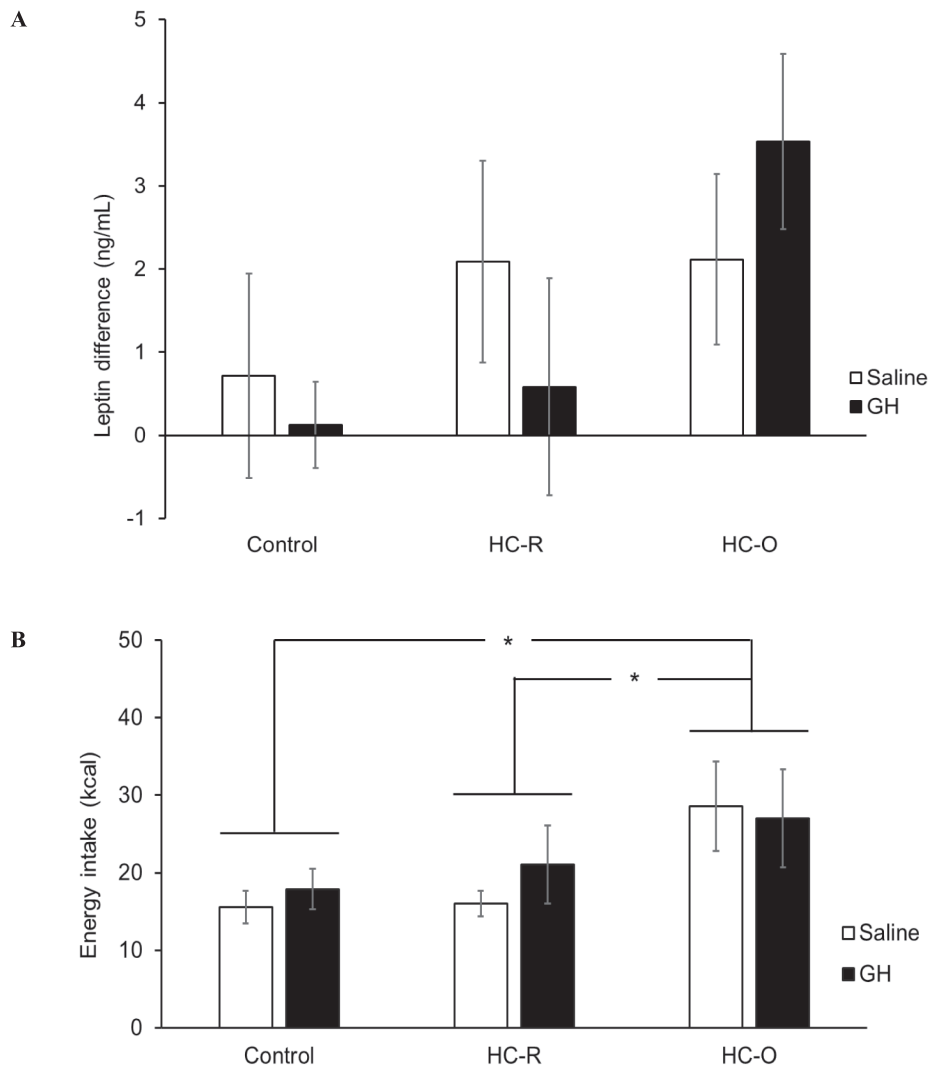 A
5
4
3
2
1
0
-1
Leptin difference (ng/mL)
Saline
GH
Control HC-R HC-O
B
50
40
30
20
10
0
Energy intake (kcal)
*
*
Saline
GH
Control HC-R HC-O